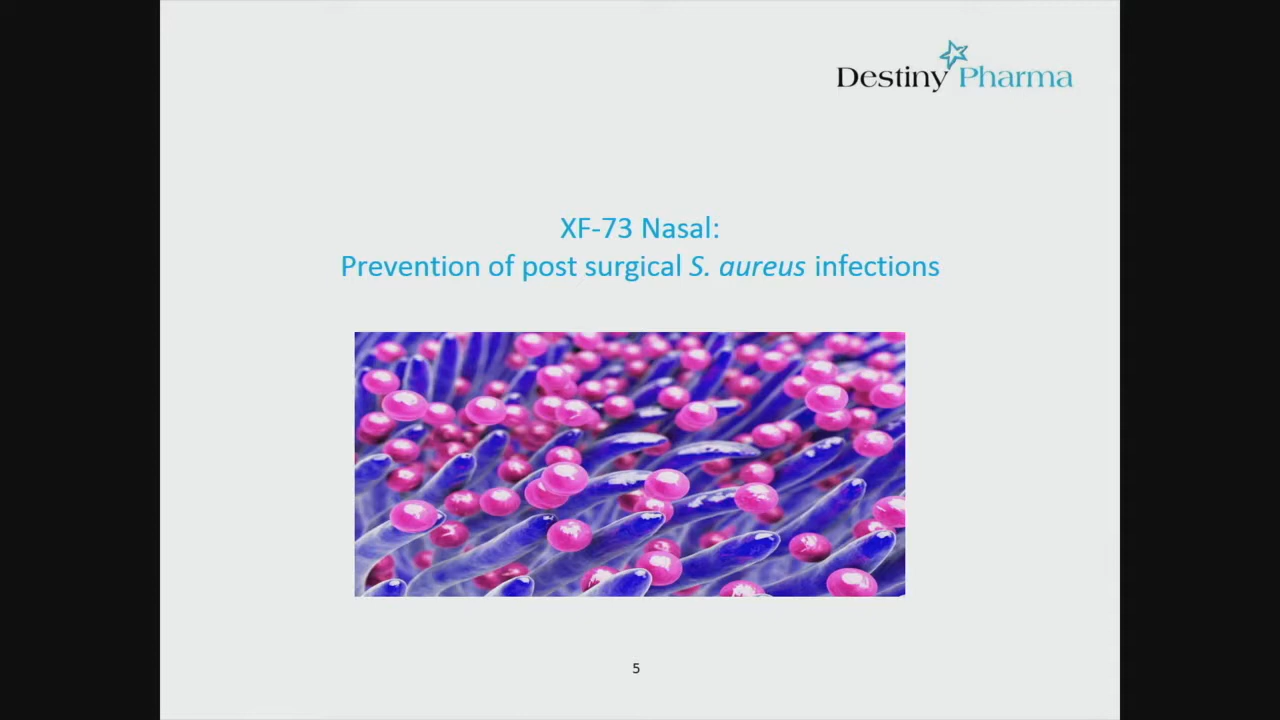 Destiny Pharma
XF-73 Nasal:
Prevention of post surgical S. aureus infections
5